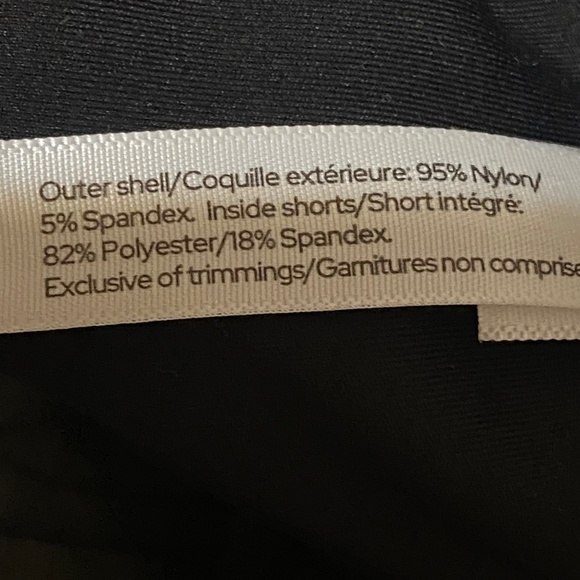 Outer shell/Coquille extérieure: 95% Nylon/
5% Spandex. Inside shorts/Short intégré:
82% Polyester/18% Spandex.
Exclusive of trimmings/Garnitures non comprise